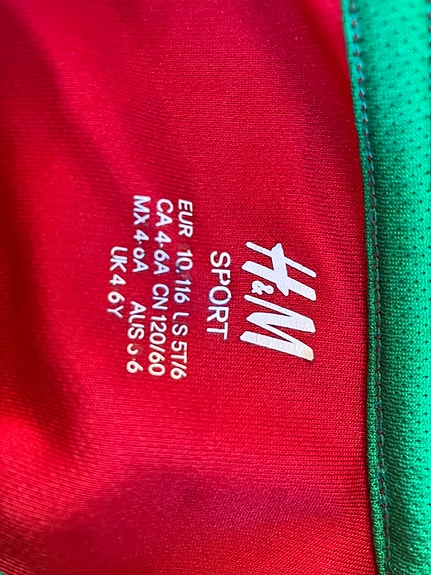 H&M
SPORT
EUR 110/116 US 5T/6
CA 4-6A CN 120/60
MX 4-6A AUS 5-6
UK 4-6Y